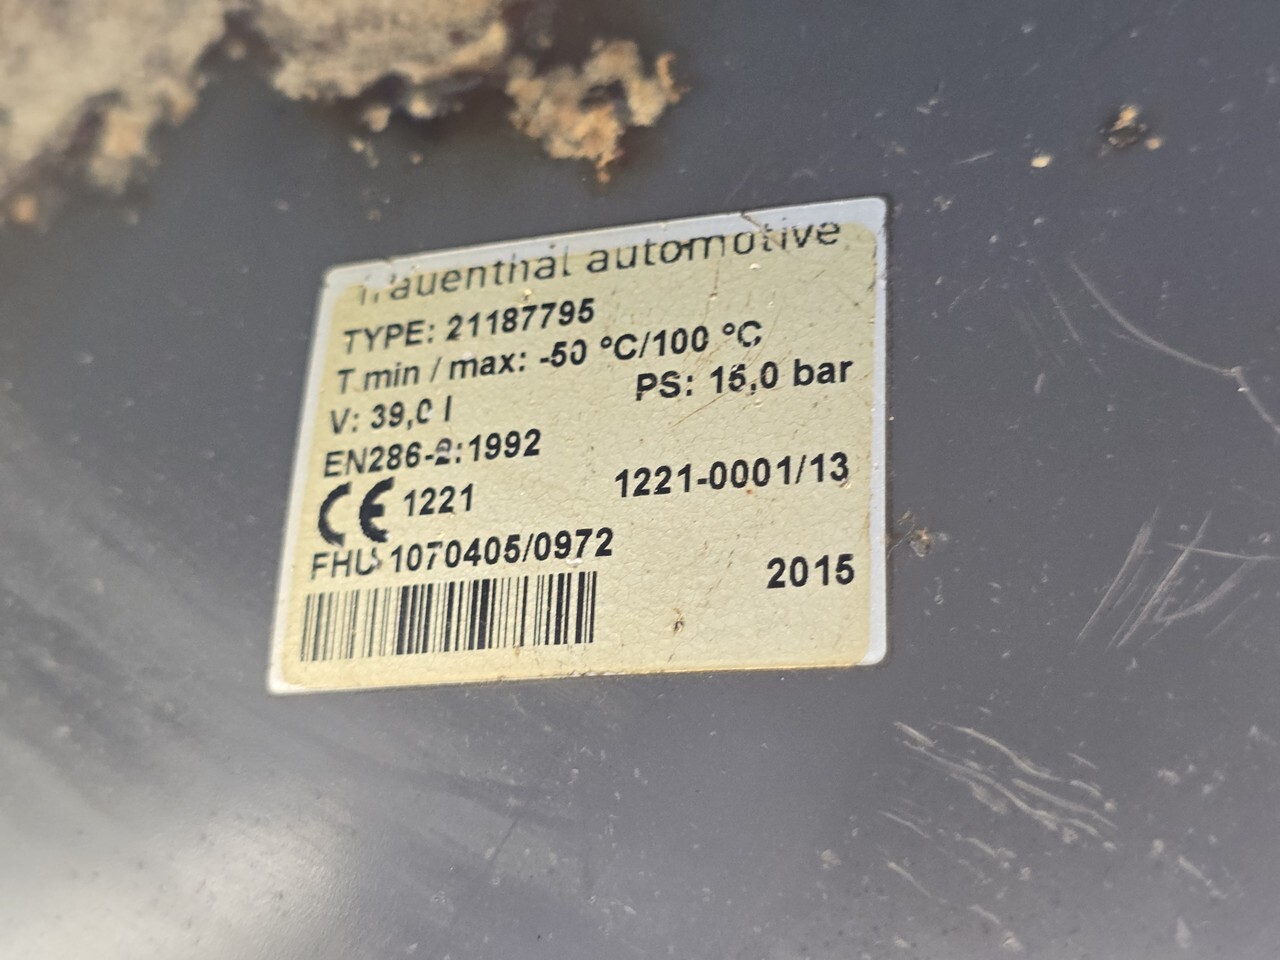 frauenthal automotive
TYPE: 21187795
T min / max: -50 °C/100 °C
V: 39,0 l PS: 15,0 bar
EN286-2:1992
CE 1221 1221-0001/13
FHU 1070405/0972
2015